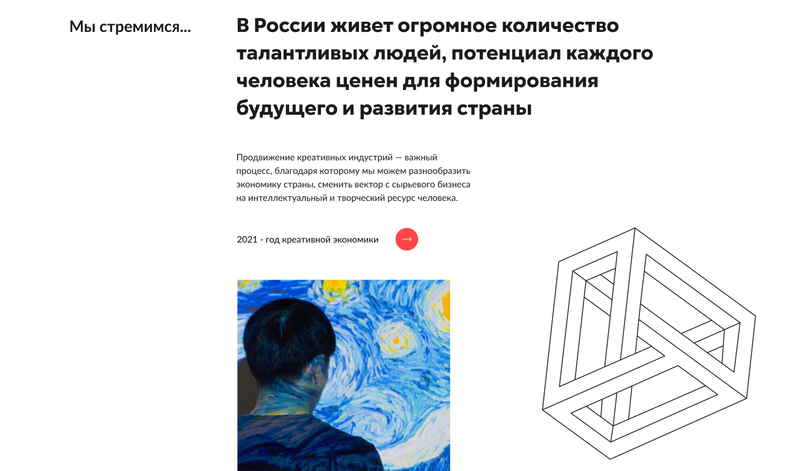 Мы стремимся...
В России живет огромное количество
талантливых людей, потенциал каждого
человека ценен для формирования
будущего и развития страны
Продвижение креативных индустрий — важный
процесс, благодаря которому мы можем разнообразить
экономику страны, сменить вектор с сырьевого бизнеса
на интеллектуальный и творческий ресурс человека.
2021 - год креативной экономики